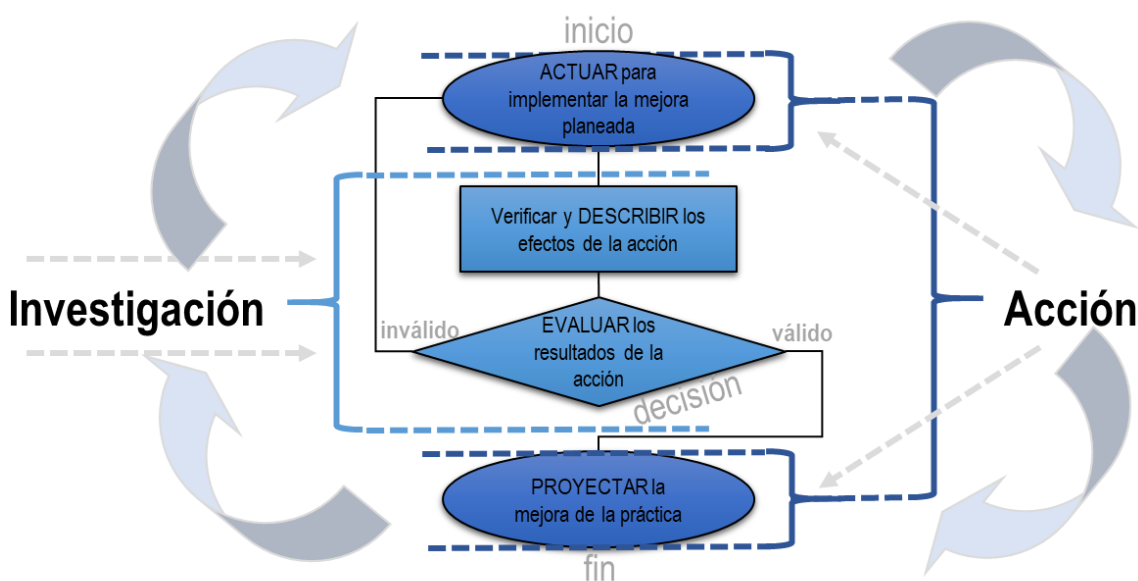 inicio
ACTUAR para
implementar la mejora
planeada
Verificar y DESCRIBIR los
efectos de la acción
Investigación
Acción
inválido
EVALUAR los
resultados de la
acción
válido
decisión
PROYECTAR la
mejora de la práctica
fin